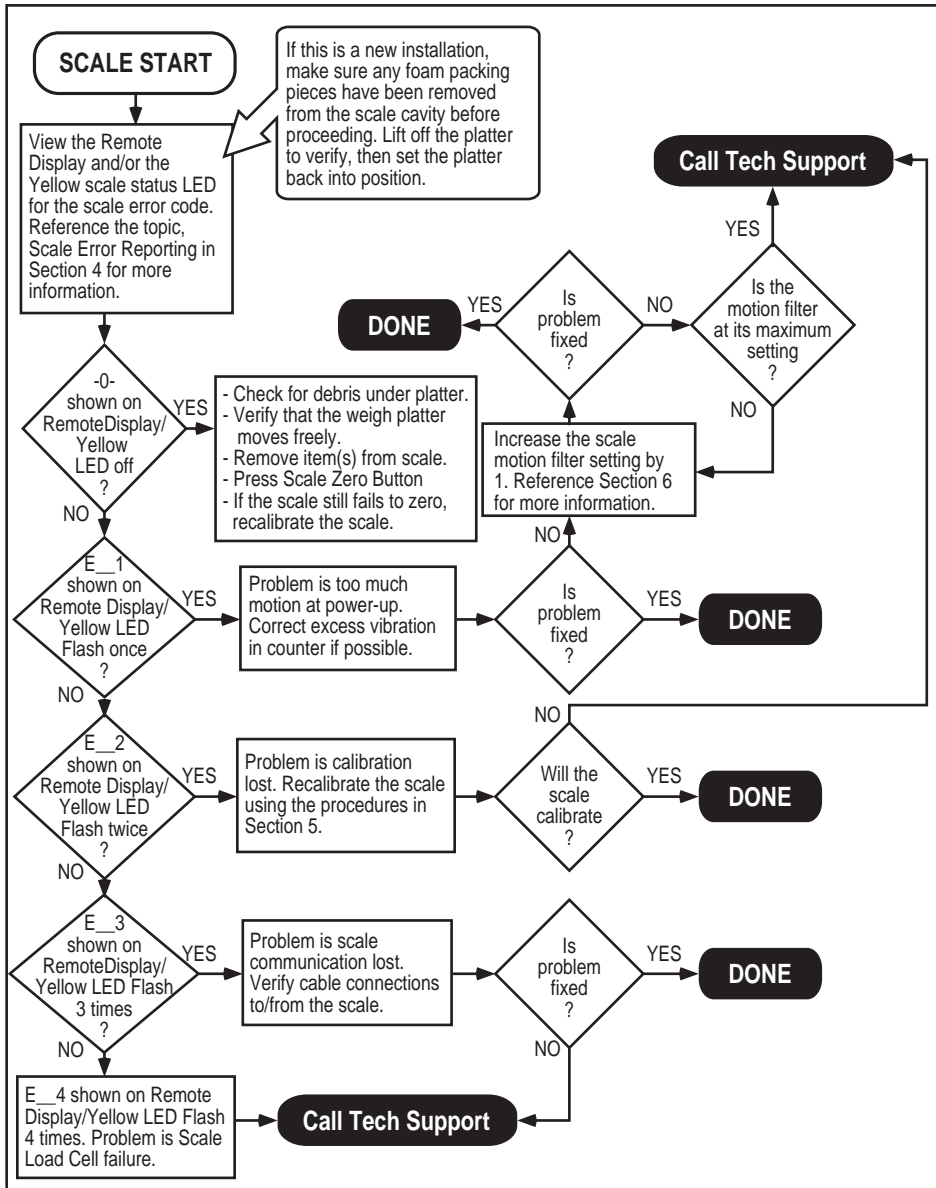 SCALE START
If this is a new installation,
make sure any foam packing
pieces have been removed
from the scale cavity before
proceeding. Lift off the platter
to verify, then set the platter
back into position.
View the Remote
Display and/or the
Yellow scale status LED
for the scale error code.
Reference the topic,
Scale Error Reporting in
Section 4 for more
information.
Call Tech Support
YES
Is the
motion filter
at its maximum
setting
?
NO
Is
problem
fixed
?
YES
NO
DONE
-0-
shown on
RemoteDisplay/
Yellow
LED off
?
YES
NO
- Check for debris under platter.
- Verify that the weigh platter
moves freely.
- Remove item(s) from scale.
- Press Scale Zero Button
- If the scale still fails to zero,
recalibrate the scale.
Increase the scale
motion filter setting by
1. Reference Section 6
for more information.
NO
E__1
shown on
Remote Display/
Yellow LED
Flash once
?
YES
NO
Problem is too much
motion at power-up.
Correct excess vibration
in counter if possible.
Is
problem
fixed
?
YES
DONE
E__2
shown on
Remote Display/
Yellow LED
Flash twice
?
YES
NO
Problem is calibration
lost. Recalibrate the scale
using the procedures in
Section 5.
NO
Will the
scale
calibrate
?
YES
DONE
E__3
shown on
RemoteDisplay/
Yellow LED Flash
3 times
?
YES
NO
Problem is scale
communication lost.
Verify cable connections
to/from the scale.
Is
problem
fixed
?
YES
DONE
NO
E__4 shown on Remote
Display/Yellow LED Flash
4 times. Problem is Scale
Load Cell failure.
Call Tech Support